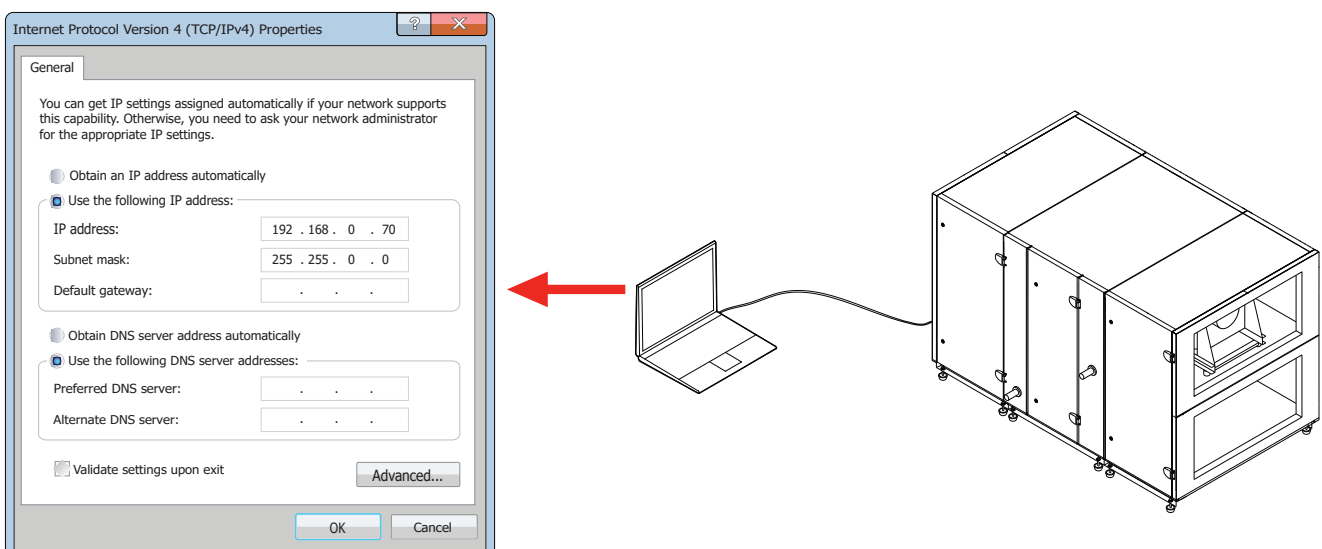 Internet Protocol Version 4 (TCP/IPv4) Properties
?
General
You can get IP settings assigned automatically if your network supports
this capability. Otherwise, you need to ask your network administrator
for the appropriate IP settings.
Obtain an IP address automatically
Use the following IP address:
IP address: 192 . 168 . 0 . 70
Subnet mask: 255 . 255 . 0 . 0
Default gateway: . . .
Obtain DNS server address automatically
Use the following DNS server addresses:
Preferred DNS server: . . .
Alternate DNS server: . . .
Validate settings upon exit
Advanced...
OK Cancel